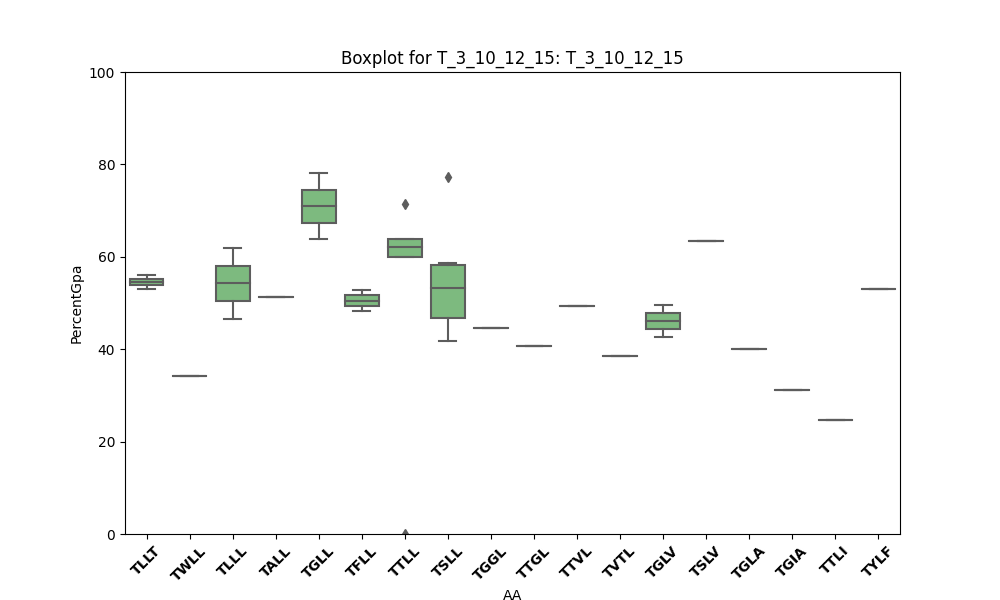 Boxplot for T_3_10_12_15: T_3_10_12_15
PercentGpa
100
80
60
40
20
0
TLLT TWLL TLLL TALL TGLL TFLL TTLL TSLL TGGL TTGL TTVL TVTL TGLV TSLV TGLA TGIA TTLI TYLF
AA